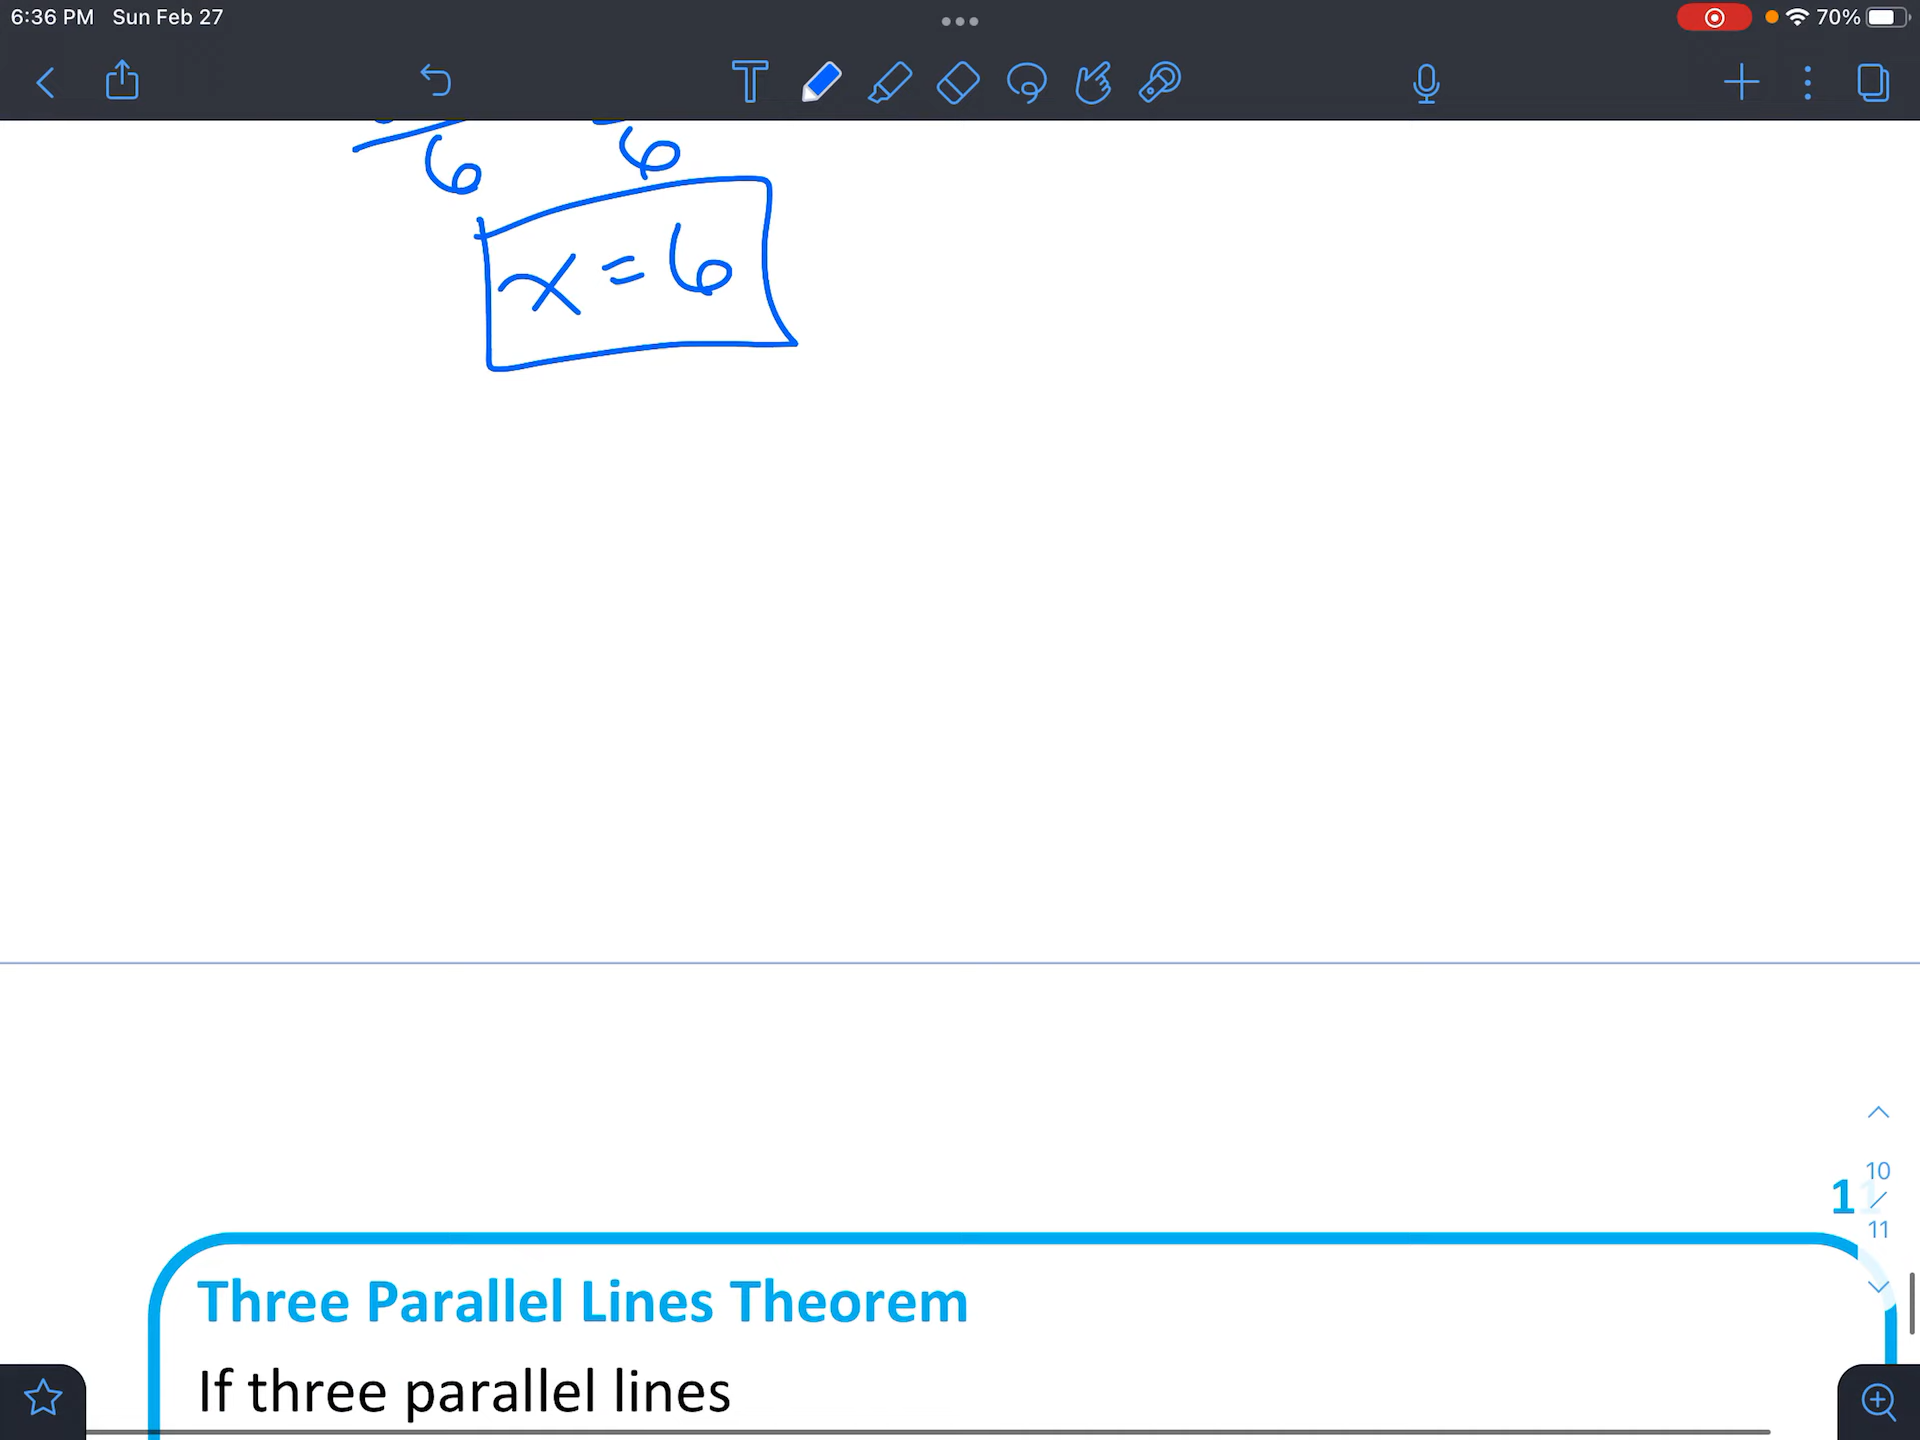 6:36 PM Sun Feb 27
70%
6 6
x = 6
10
11
Three Parallel Lines Theorem
If three parallel lines